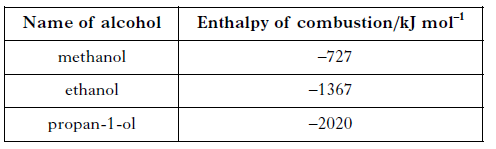 Name of alcohol Enthalpy of combustion/kJ mol⁻¹
methanol –727
ethanol –1367
propan-1-ol –2020